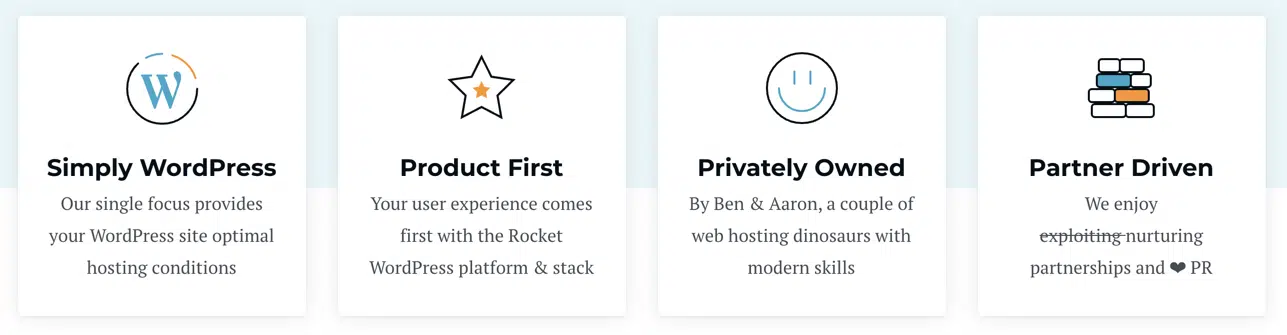 W
Simply WordPress
Our single focus provides
your WordPress site optimal
hosting conditions
Product First
Your user experience comes
first with the Rocket
WordPress platform & stack
Privately Owned
By Ben & Aaron, a couple of
web hosting dinosaurs with
modern skills
Partner Driven
We enjoy
exploiting nurturing
partnerships and ❤ PR